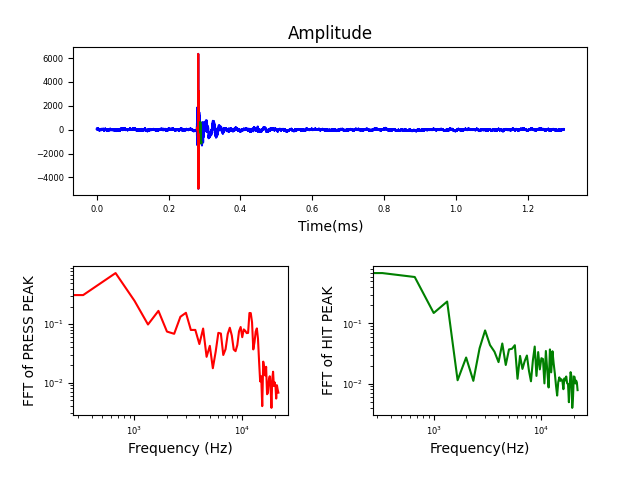 Amplitude
6000
4000
2000
0
−2000
−4000
0.0 0.2 0.4 0.6 0.8 1.0 1.2
Time(ms)
FFT of PRESS PEAK
10⁻¹
10⁻²
10³ 10⁴
Frequency (Hz)
FFT of HIT PEAK
10⁻¹
10⁻²
10³ 10⁴
Frequency(Hz)